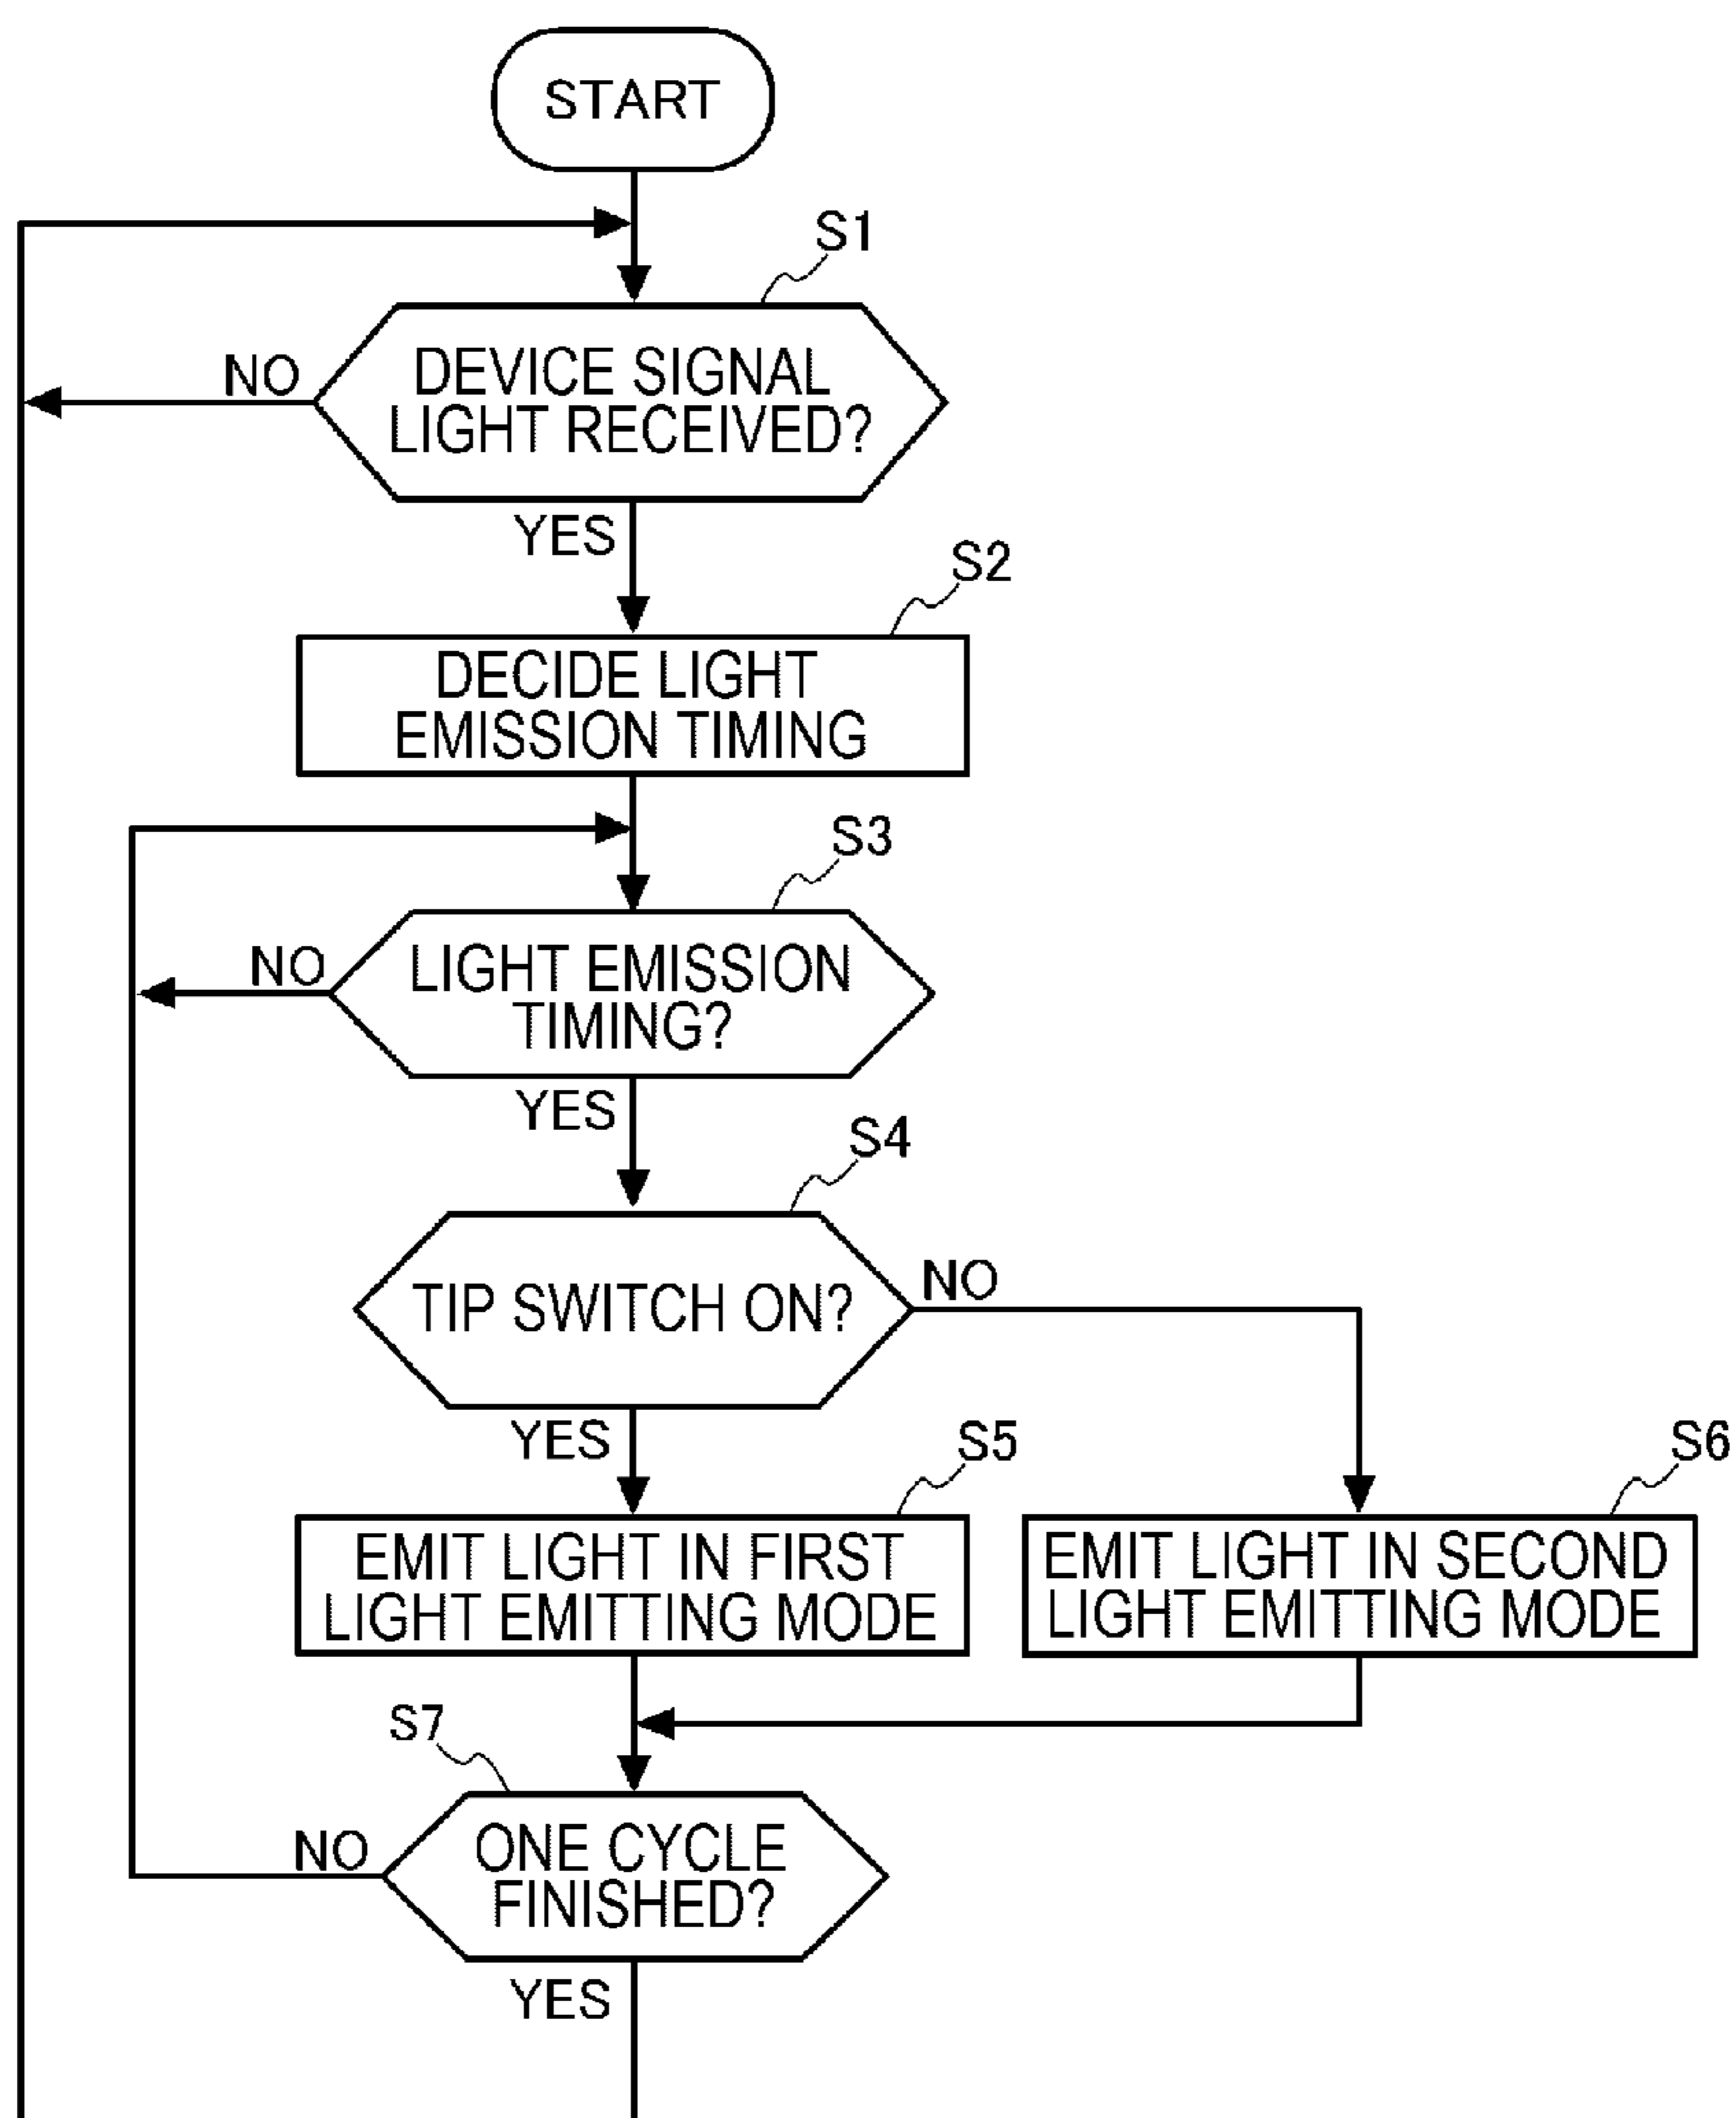 START
S1
DEVICE SIGNAL
LIGHT RECEIVED?
NO
YES
S2
DECIDE LIGHT
EMISSION TIMING
S3
LIGHT EMISSION
TIMING?
NO
YES
S4
TIP SWITCH ON?
NO
YES
S5
EMIT LIGHT IN FIRST
LIGHT EMITTING MODE
S6
EMIT LIGHT IN SECOND
LIGHT EMITTING MODE
S7
ONE CYCLE
FINISHED?
NO
YES